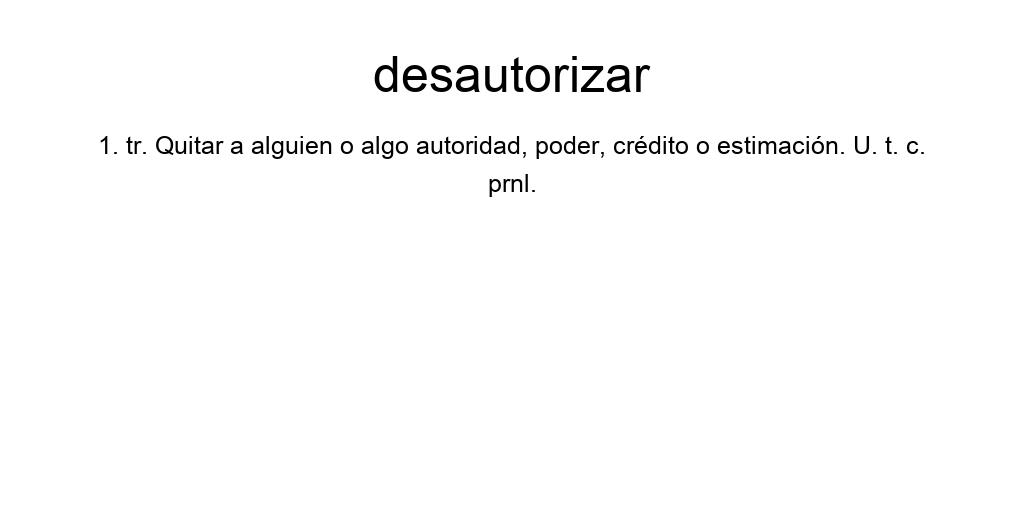 desautorizar
1. tr. Quitar a alguien o algo autoridad, poder, crédito o estimación. U. t. c.
prnl.